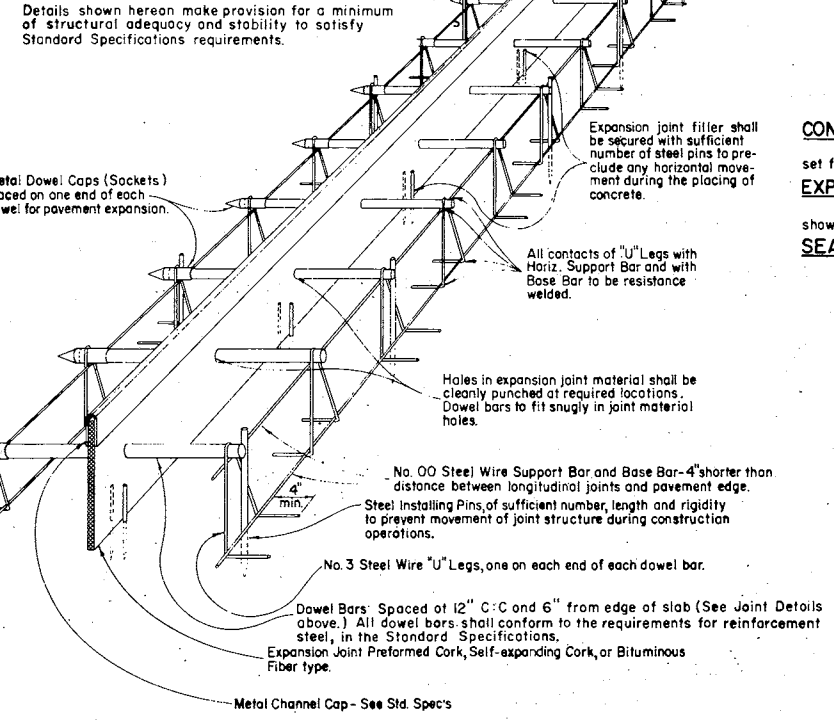 Details shown hereon make provision for a minimum
of structural adequacy and stability to satisfy
Standard Specifications requirements.
Expansion joint filler shall
be secured with sufficient
number of steel pins to pre-
clude any horizontal move-
ment during the placing of
concrete.
CON
set f
EXP
show
SEA
etal Dowel Caps (Sockets)
aced on one end of each
wel for pavement expansion.
All contacts of "U" Legs with
Horiz. Support Bar and with
Base Bar to be resistance
welded.
Holes in expansion joint material shall be
cleanly punched at required locations.
Dowel bars to fit snugly in joint material
holes.
No. 00 Steel Wire Support Bar and Base Bar-4" shorter than
distance between longitudinal joints and pavement edge.
4"
min.
Steel Installing Pins, of sufficient number, length and rigidity
to prevent movement of joint structure during construction
operations.
No. 3 Steel Wire "U" Legs, one on each end of each dowel bar.
Dowel Bars Spaced at 12" C:C and 6" from edge of slab (See Joint Details
above.) All dowel bars shall conform to the requirements for reinforcement
steel, in the Standard Specifications.
Expansion Joint Preformed Cork, Self-expanding Cork, or Bituminous
Fiber type.
Metal Channel Cap - See Std. Spec's